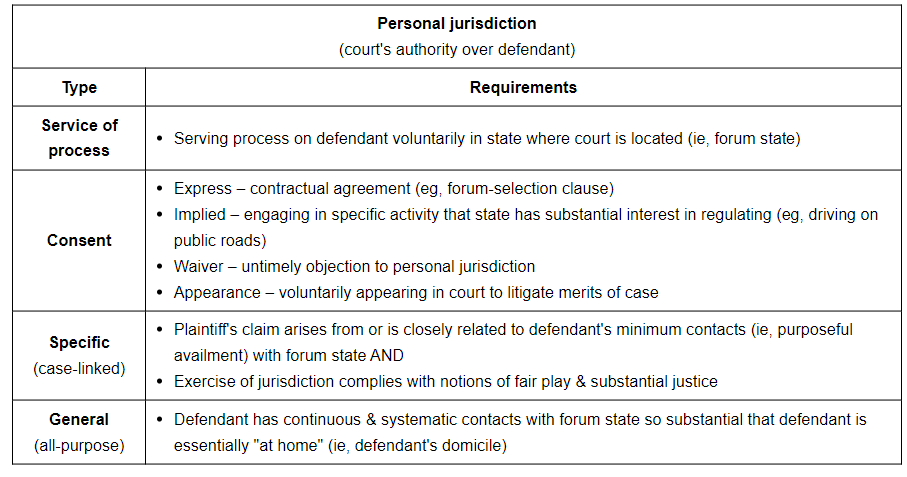 Personal jurisdiction
(court's authority over defendant)
Type
Requirements
Service of
process
• Serving process on defendant voluntarily in state where court is located (ie, forum state)
Consent
• Express – contractual agreement (eg, forum-selection clause)
• Implied – engaging in specific activity that state has substantial interest in regulating (eg, driving on
public roads)
• Waiver – untimely objection to personal jurisdiction
• Appearance – voluntarily appearing in court to litigate merits of case
Specific
(case-linked)
• Plaintiff's claim arises from or is closely related to defendant's minimum contacts (ie, purposeful
availment) with forum state AND
• Exercise of jurisdiction complies with notions of fair play & substantial justice
General
(all-purpose)
• Defendant has continuous & systematic contacts with forum state so substantial that defendant is
essentially "at home" (ie, defendant's domicile)